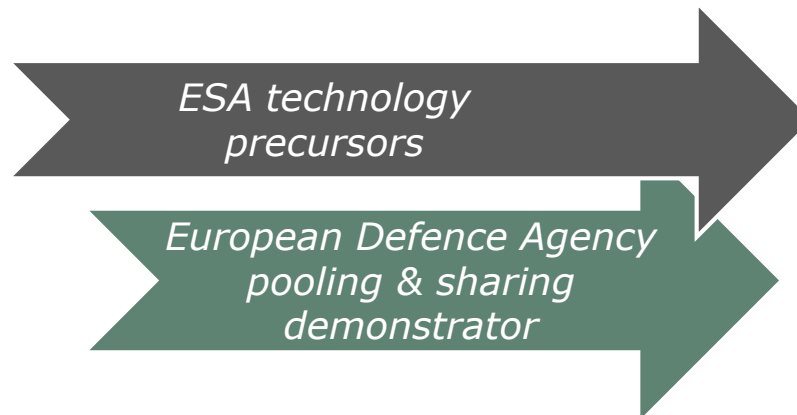 ESA technology
precursors
European Defence Agency
pooling & sharing
demonstrator